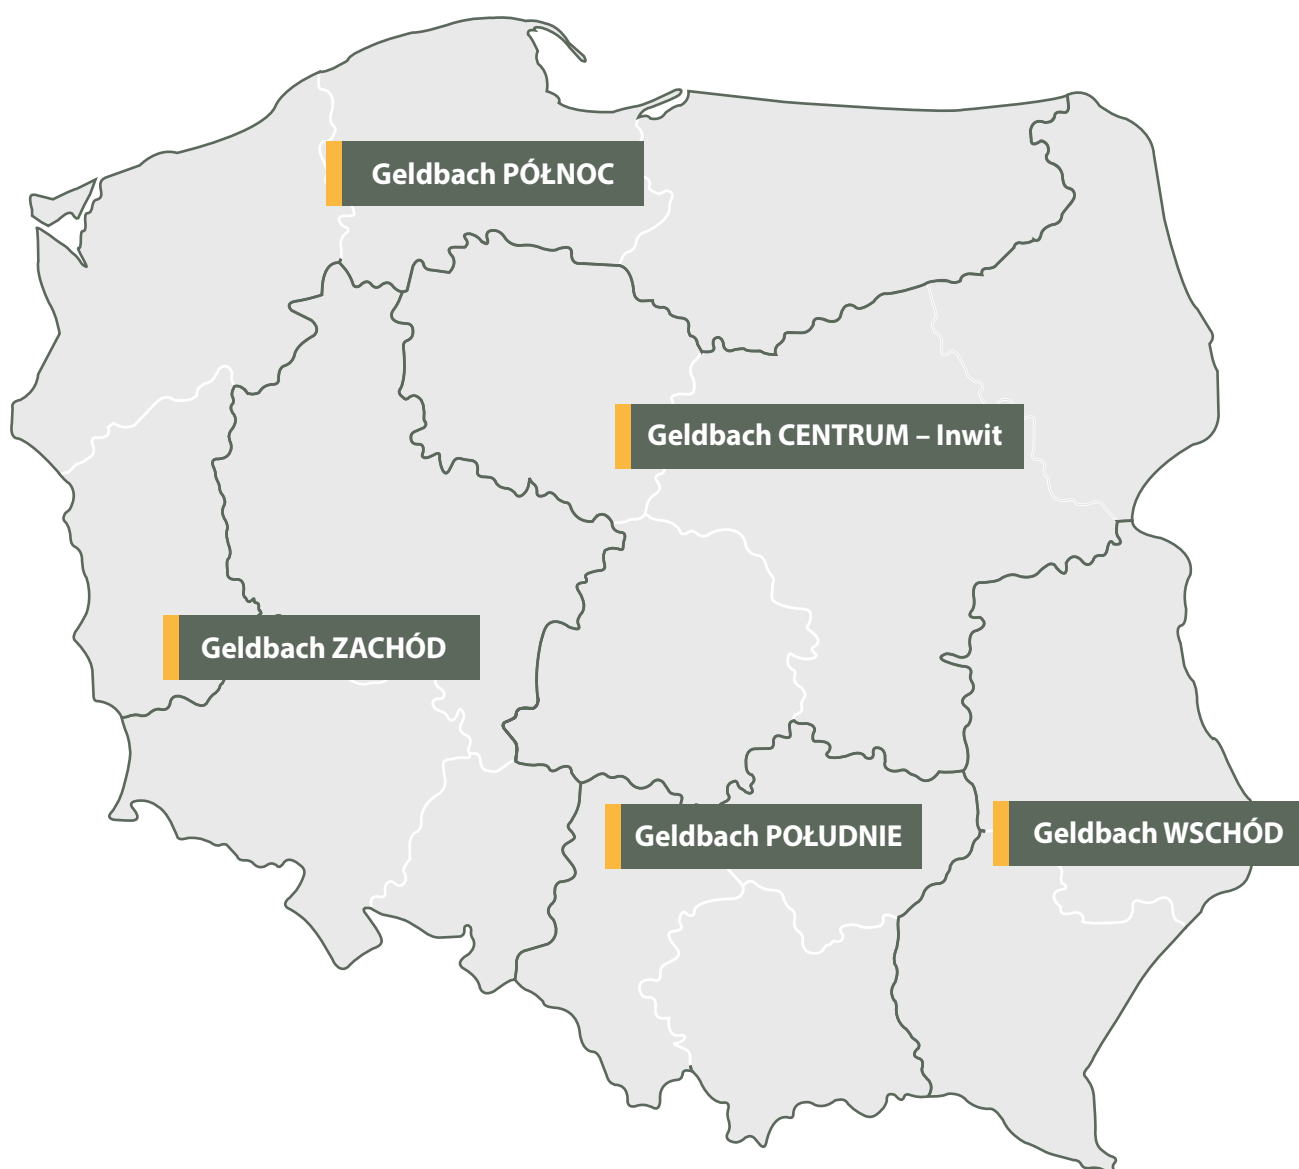 Geldbach PÓŁNOC
Geldbach CENTRUM – Inwit
Geldbach ZACHÓD
Geldbach POŁUDNIE
Geldbach WSCHÓD